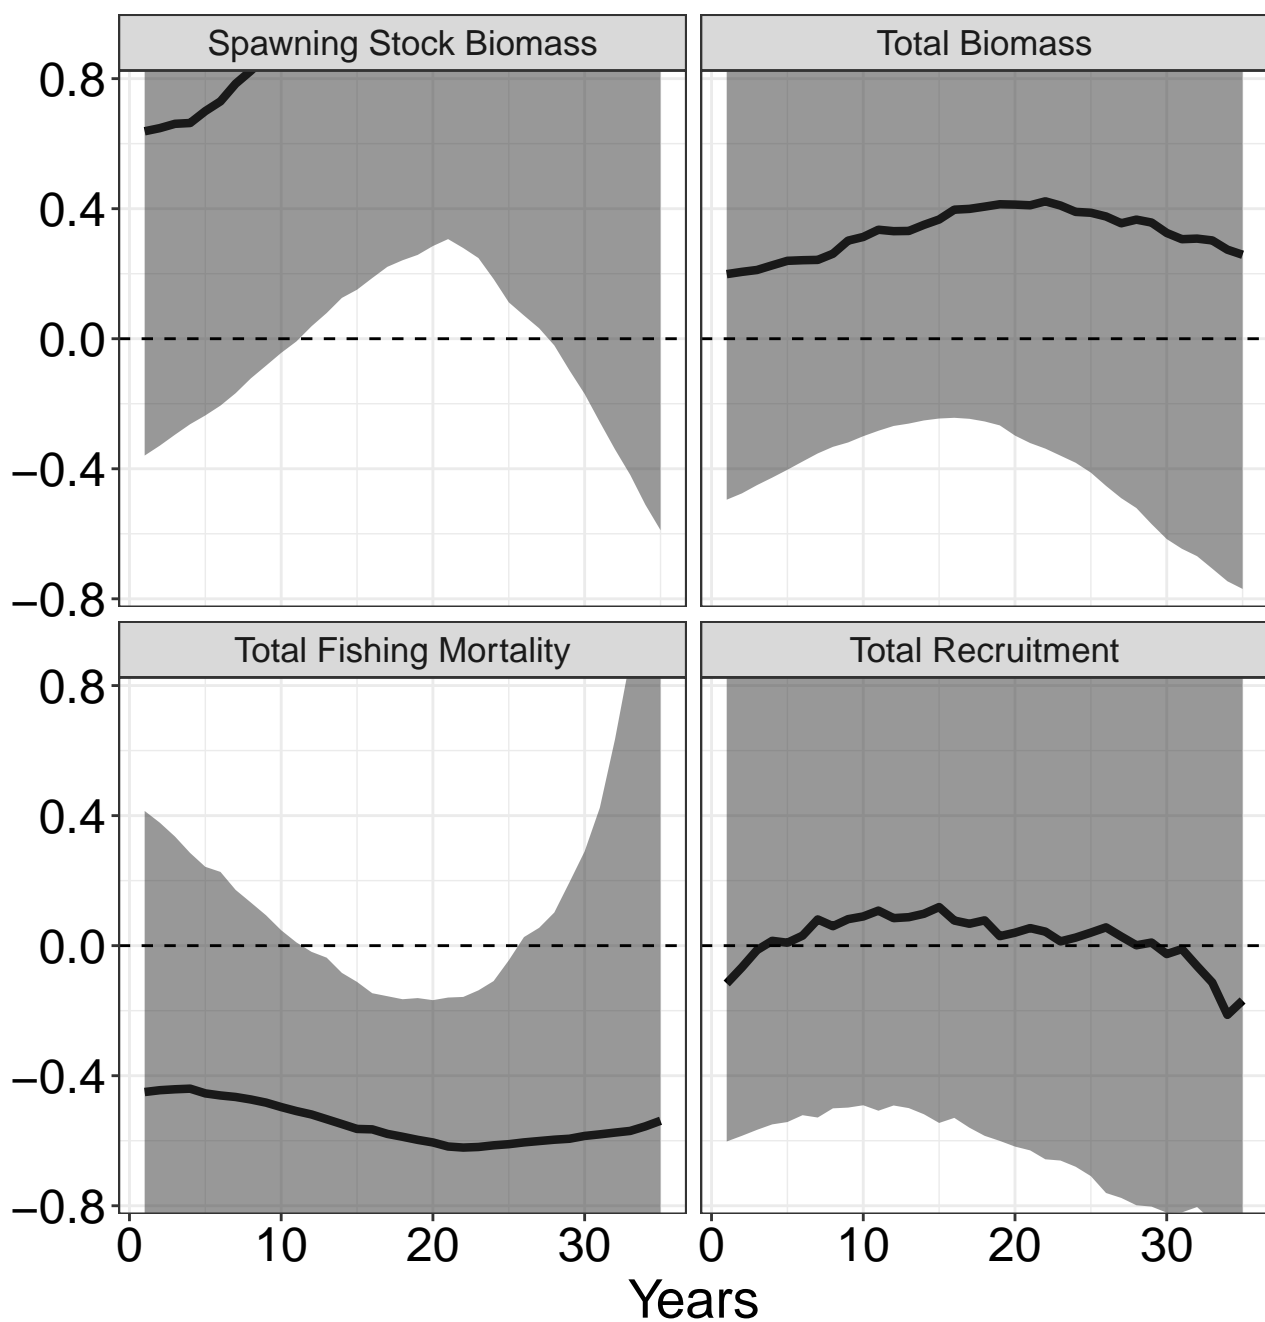 Spawning Stock Biomass
Total Biomass
0.8
0.4
0.0
−0.4
−0.8
Total Fishing Mortality
Total Recruitment
0.8
0.4
0.0
−0.4
−0.8
0 10 20 30
0 10 20 30
Years